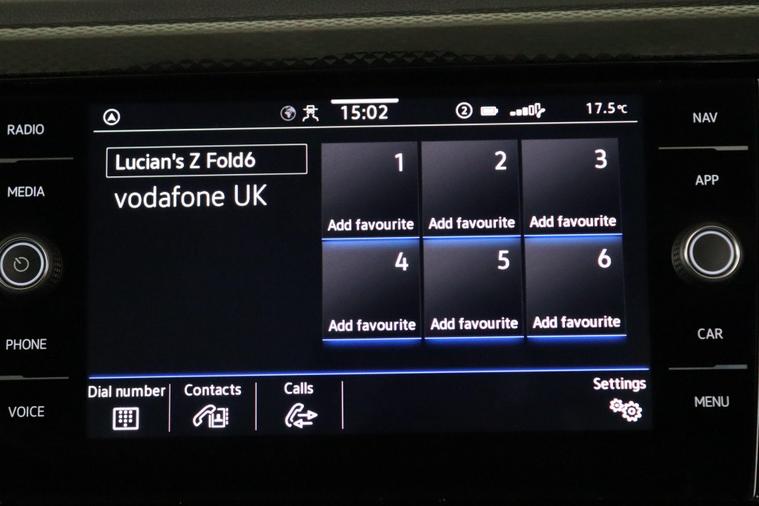 RADIO
MEDIA
PHONE
VOICE
15:02
2
17.5°C
Lucian's Z Fold6
vodafone UK
1
Add favourite
2
Add favourite
3
Add favourite
4
Add favourite
5
Add favourite
6
Add favourite
Dial number
Contacts
Calls
Settings
NAV
APP
CAR
MENU